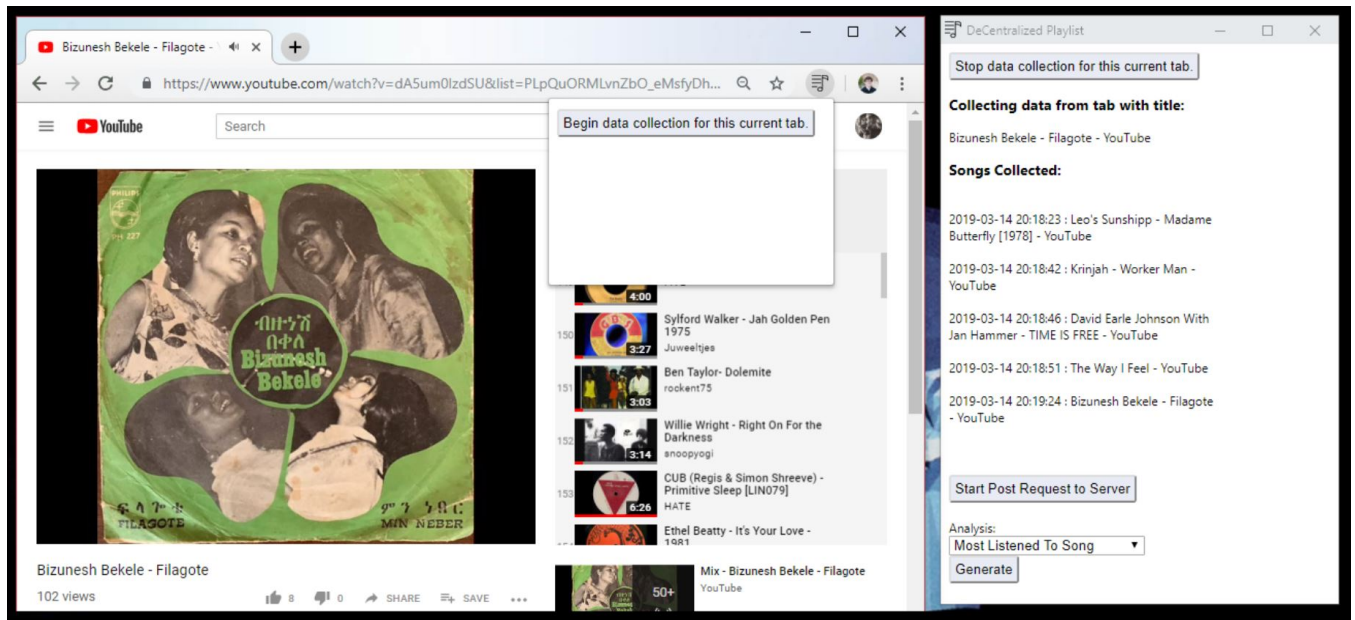 Bizunesh Bekele - Filagote -
https://www.youtube.com/watch?v=dA5um0lzdSU&list=PLpQuORMLvnZbO_eMsfyDh...
YouTube
Search
Begin data collection for this current tab.
PHILIPS
227
ብዙነሽ
በቀለ
Bizunesh
Bekele
ፍላጎቴ
FILAGOTE
ምን ነበር
MIN NEBER
4:00
150
3:27
Sylford Walker - Jah Golden Pen
1975
Juweeltjes
151
3:03
Ben Taylor- Dolemite
rockent75
152
3:14
Willie Wright - Right On For the
Darkness
snoopyogi
153
6:26
CUB (Regis & Simon Shreeve) -
Primitive Sleep [LIN079]
HATE
Ethel Beatty - It's Your Love -
1981
Bizunesh Bekele - Filagote
102 views
8
0
SHARE
SAVE
50+
Mix - Bizunesh Bekele - Filagote
YouTube
DeCentralized Playlist
Stop data collection for this current tab.
Collecting data from tab with title:
Bizunesh Bekele - Filagote - YouTube
Songs Collected:
2019-03-14 20:18:23 : Leo's Sunshipp - Madame
Butterfly [1978] - YouTube
2019-03-14 20:18:42 : Krinjah - Worker Man -
YouTube
2019-03-14 20:18:46 : David Earle Johnson With
Jan Hammer - TIME IS FREE - YouTube
2019-03-14 20:18:51 : The Way I Feel - YouTube
2019-03-14 20:19:24 : Bizunesh Bekele - Filagote
- YouTube
Start Post Request to Server
Analysis:
Most Listened To Song
Generate